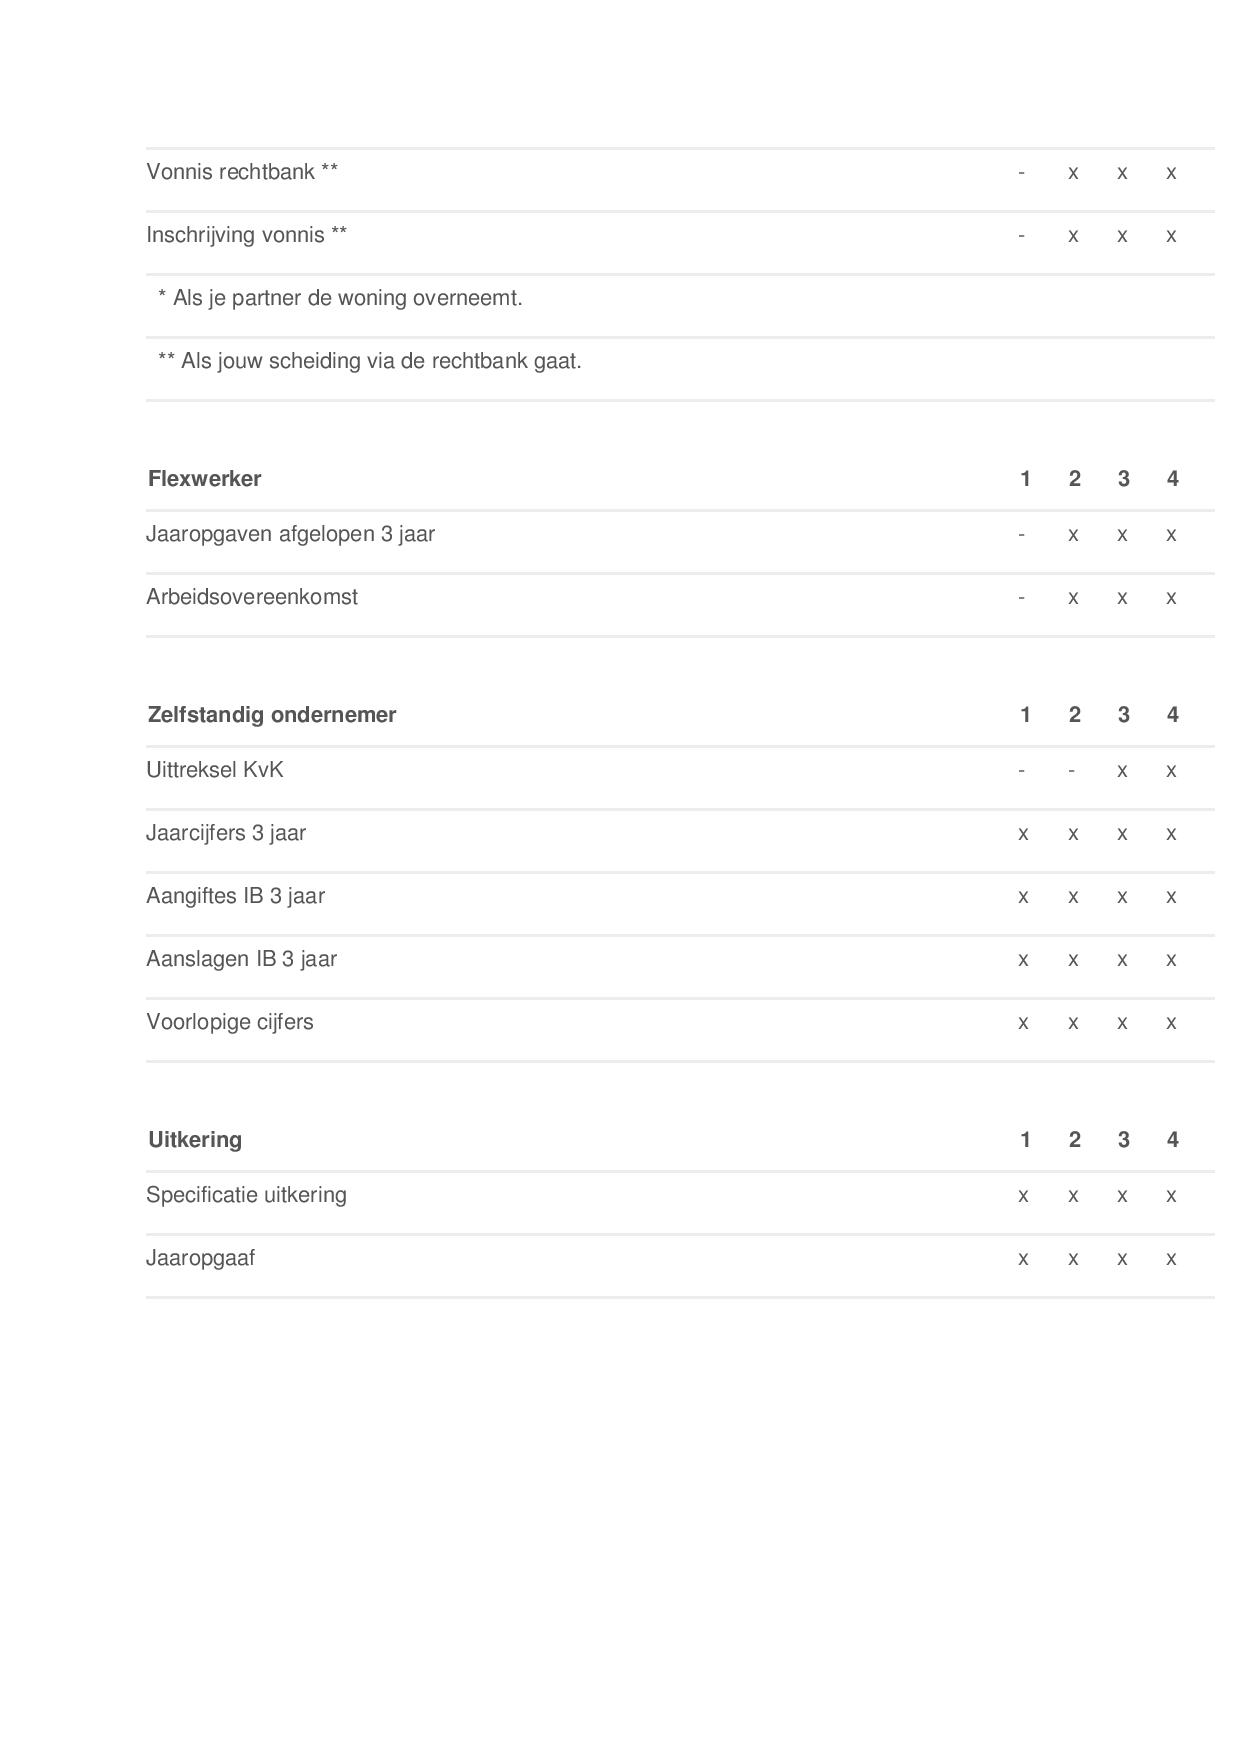 Vonnis rechtbank ** - x x x
Inschrijving vonnis ** - x x x
* Als je partner de woning overneemt.
** Als jouw scheiding via de rechtbank gaat.
Flexwerker 1 2 3 4
Jaaropgaven afgelopen 3 jaar - x x x
Arbeidsovereenkomst - x x x
Zelfstandig ondernemer 1 2 3 4
Uittreksel KvK - - x x
Jaarcijfers 3 jaar x x x x
Aangiftes IB 3 jaar x x x x
Aanslagen IB 3 jaar x x x x
Voorlopige cijfers x x x x
Uitkering 1 2 3 4
Specificatie uitkering x x x x
Jaaropgaaf x x x x